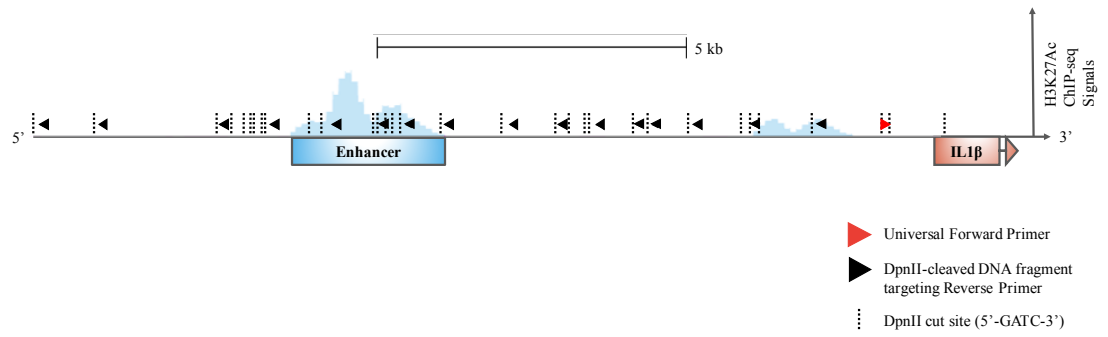 5 kb
H3K27Ac
ChIP-seq
Signals
5’
3’
Enhancer
IL1β
Universal Forward Primer
DpnII-cleaved DNA fragment
targeting Reverse Primer
DpnII cut site (5’-GATC-3’)